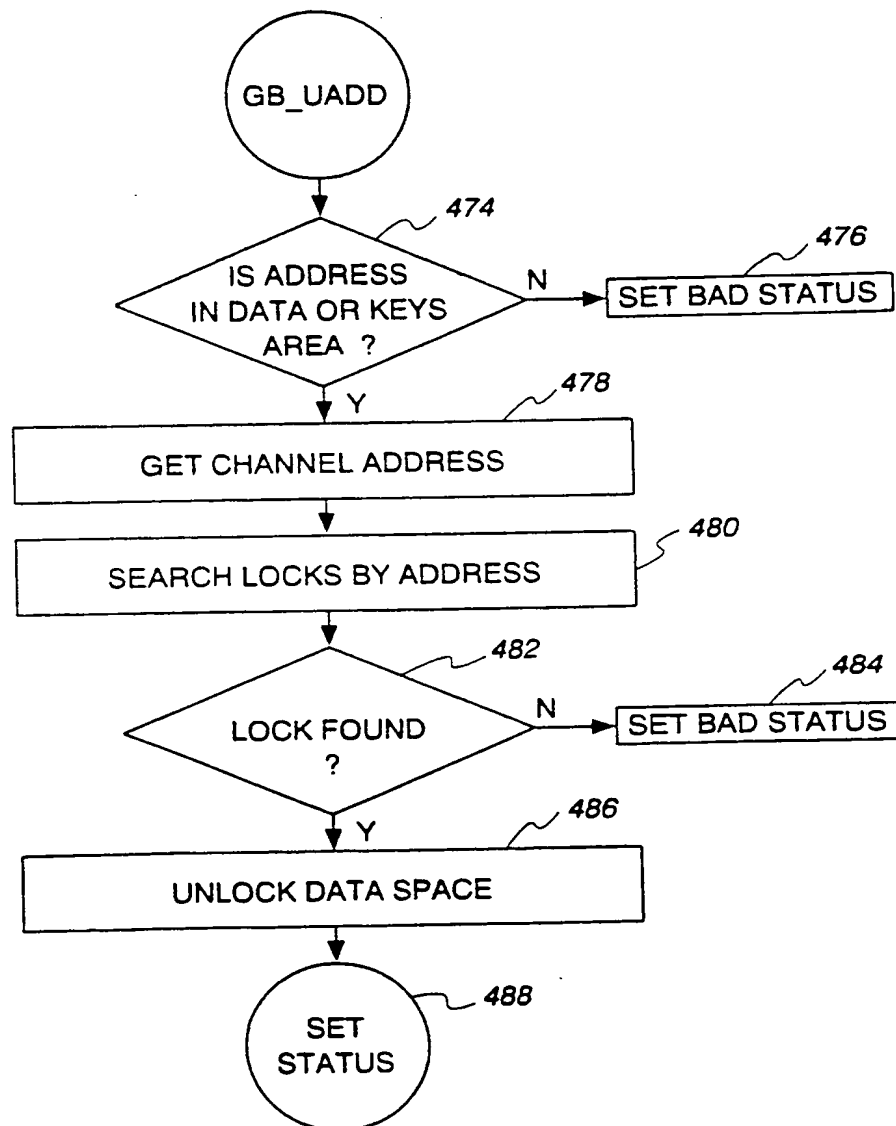 GB_UADD
474
IS ADDRESS
IN DATA OR KEYS
AREA ?
N
476
SET BAD STATUS
Y
478
GET CHANNEL ADDRESS
480
SEARCH LOCKS BY ADDRESS
482
LOCK FOUND
?
N
484
SET BAD STATUS
Y
486
UNLOCK DATA SPACE
488
SET
STATUS